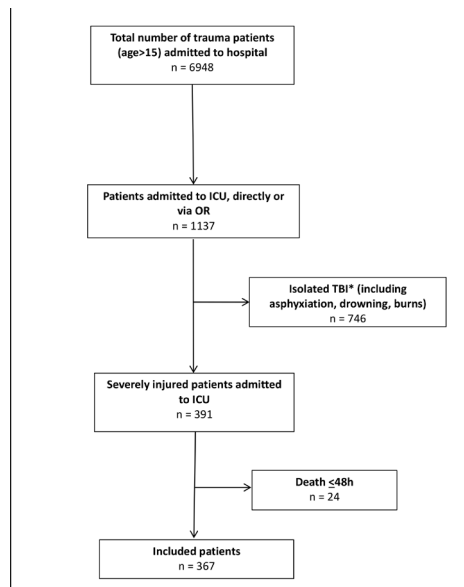 Total number of trauma patients
(age>15) admitted to hospital
n = 6948
Patients admitted to ICU, directly or
via OR
n = 1137
Isolated TBI* (including
asphyxiation, drowning, burns)
n = 746
Severely injured patients admitted
to ICU
n = 391
Death ≤48h
n = 24
Included patients
n = 367